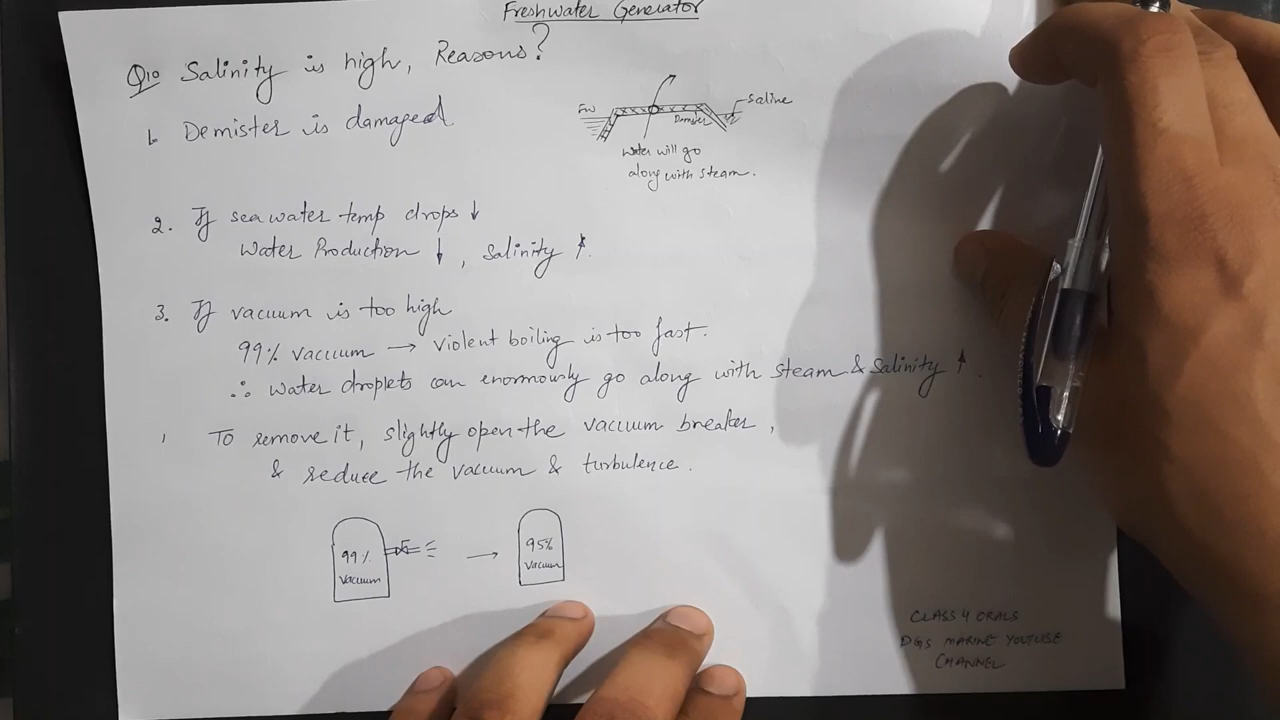 Freshwater Generator
Q10 Salinity is high, Reasons?
1. Demister is damaged
FW
Saline
Demister
Water will go
along with steam.
2. If sea water temp drops ↓
Water Production ↓, Salinity ↑.
3. If vacuum is too high
99% vacuum → violent boiling is too fast.
∴ water droplets can enormously go along with steam & Salinity ↑.
To remove it, slightly open the vacuum breaker,
& reduce the vacuum & turbulence.
99%
vacuum
→
95%
vacuum
CLASS 4 ORALS
DGS MARINE YOUTUBE
CHANNEL